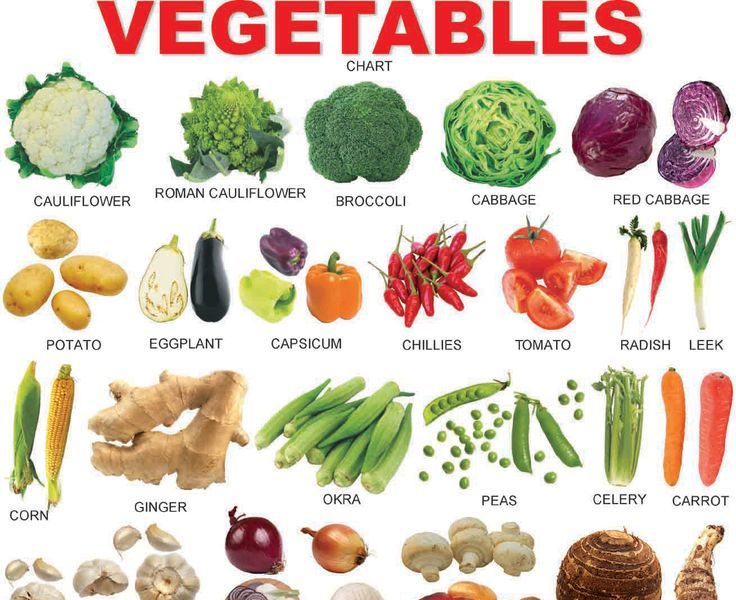 VEGETABLES
CHART
CAULIFLOWER
ROMAN CAULIFLOWER
BROCCOLI
CABBAGE
RED CABBAGE
POTATO
EGGPLANT
CAPSICUM
CHILLIES
TOMATO
RADISH
LEEK
CORN
GINGER
OKRA
PEAS
CELERY
CARROT